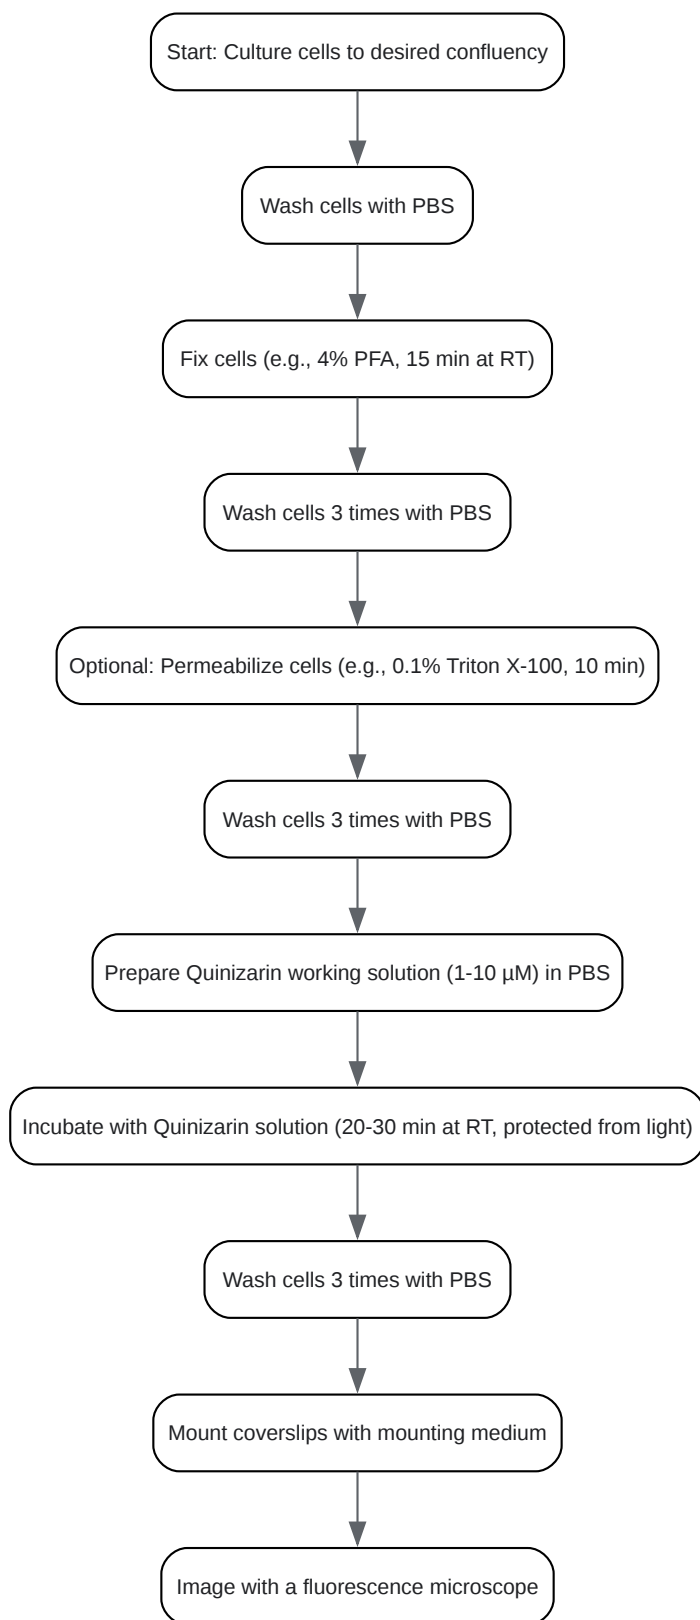 Start: Culture cells to desired confluency
Wash cells with PBS
Fix cells (e.g., 4% PFA, 15 min at RT)
Wash cells 3 times with PBS
Optional: Permeabilize cells (e.g., 0.1% Triton X-100, 10 min)
Wash cells 3 times with PBS
Prepare Quinizarin working solution (1-10 µM) in PBS
Incubate with Quinizarin solution (20-30 min at RT, protected from light)
Wash cells 3 times with PBS
Mount coverslips with mounting medium
Image with a fluorescence microscope